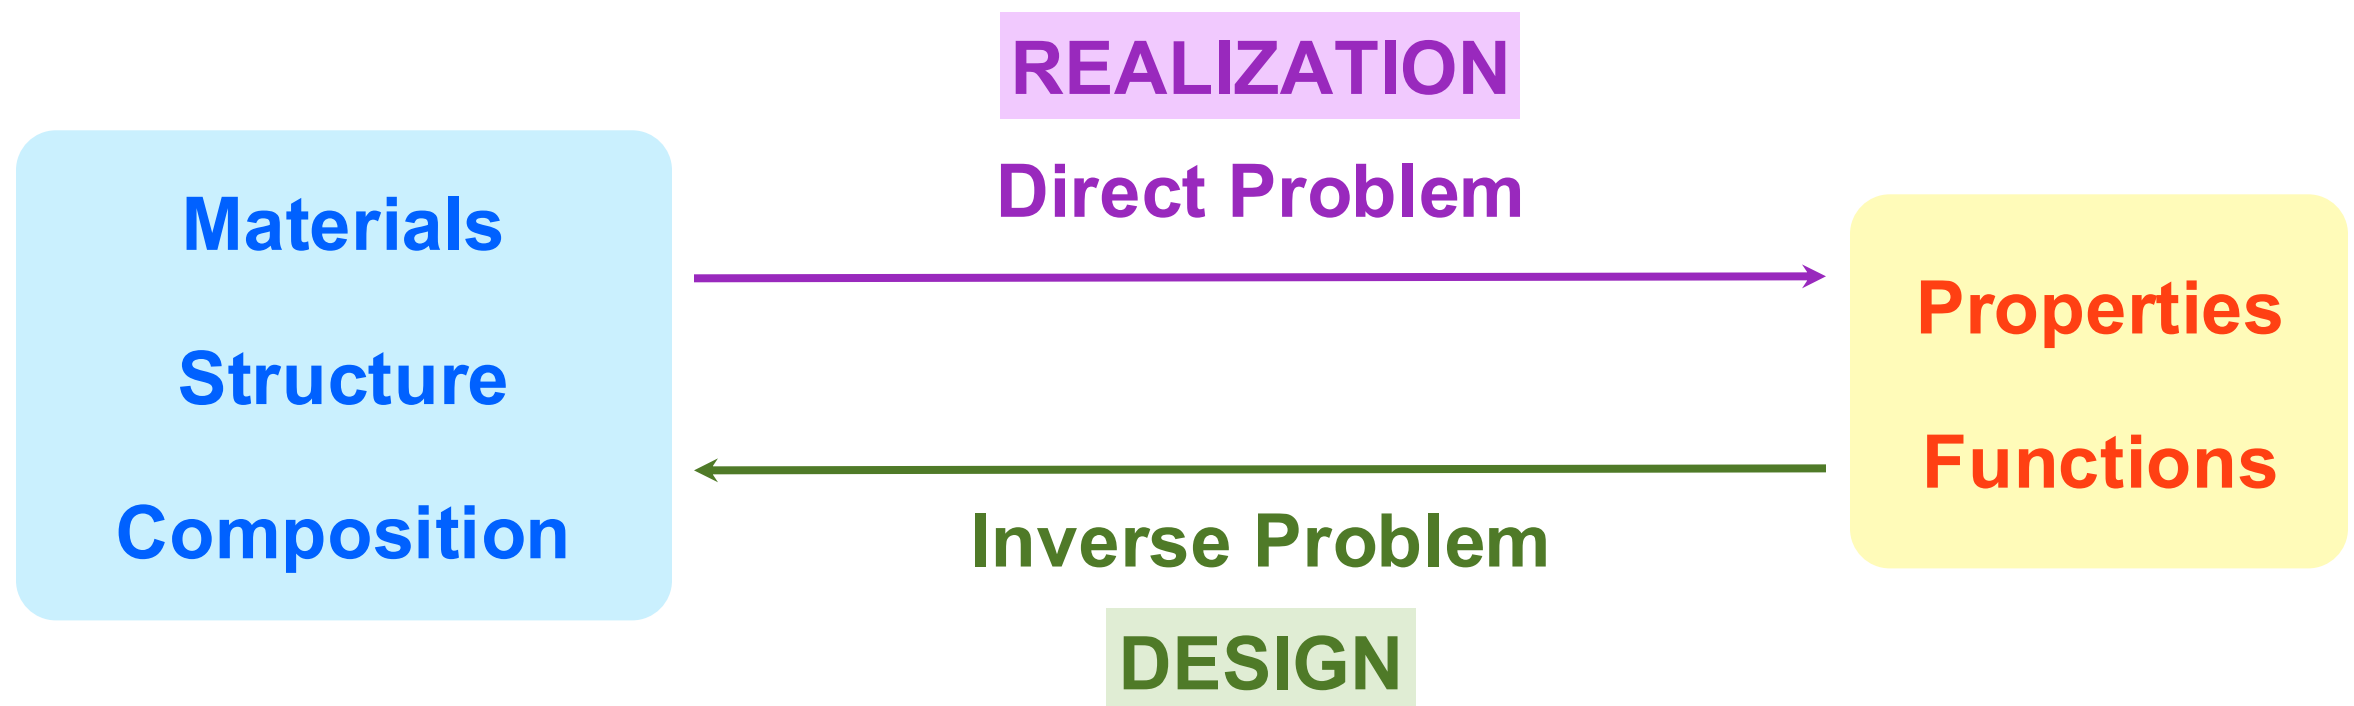 REALIZATION
Direct Problem
Materials
Structure
Composition
Properties
Functions
Inverse Problem
DESIGN